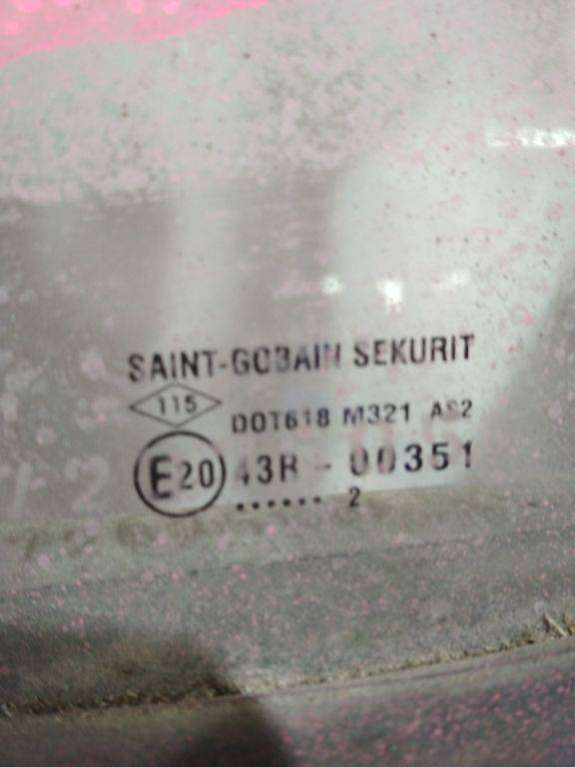 SAINT-GOBAIN SEKURIT
115
DOT618 M321 AS2
E20 43R - 00351
...... 2